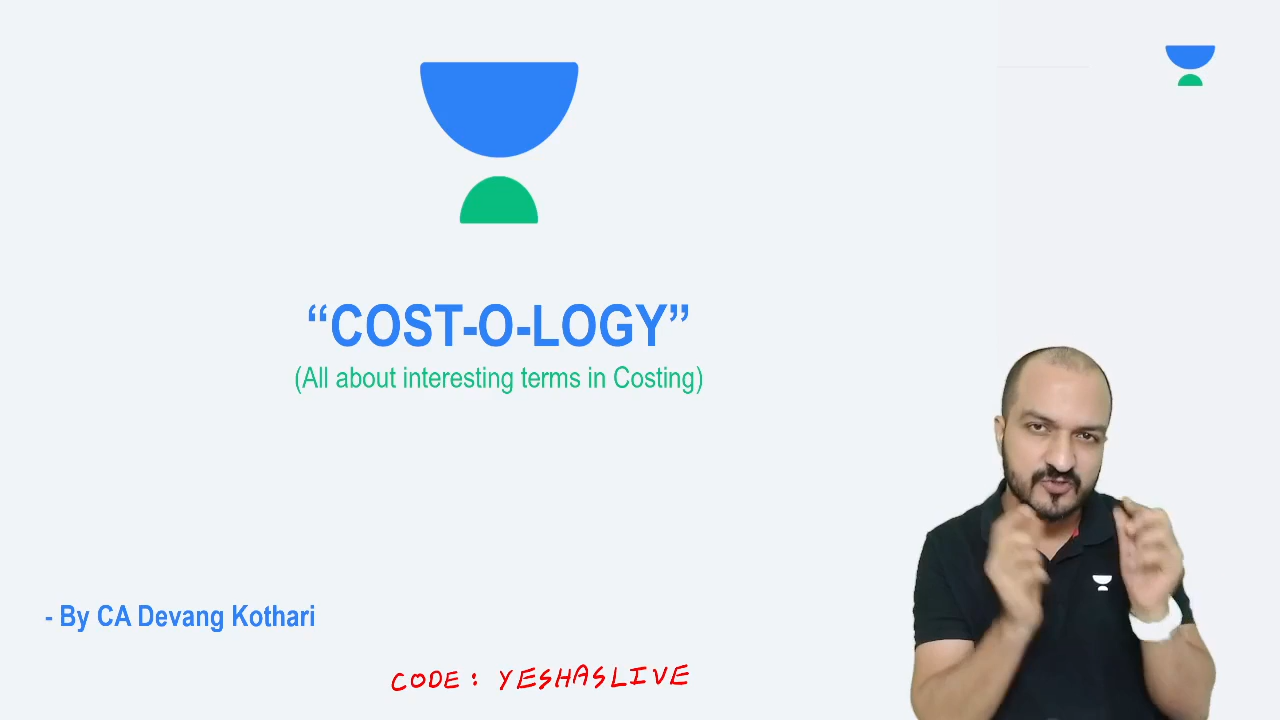 “COST-O-LOGY”
(All about interesting terms in Costing)
- By CA Devang Kothari
CODE: YESHASLIVE